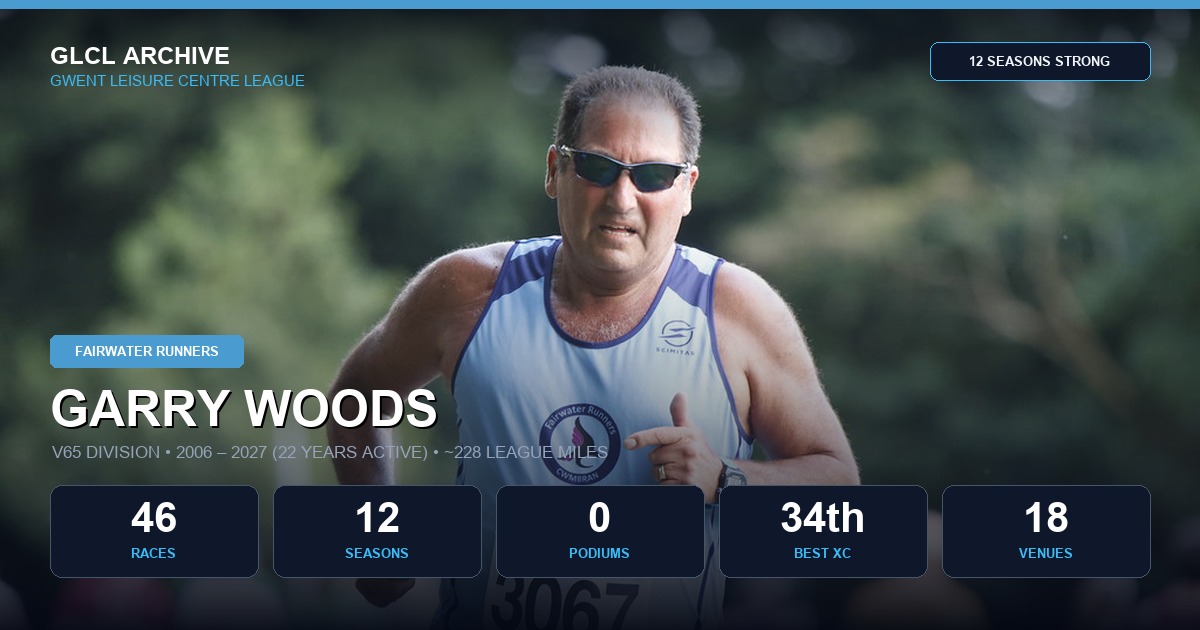 GLCL ARCHIVE
GWENT LEISURE CENTRE LEAGUE
12 SEASONS STRONG
SCIMITAR
FAIRWATER RUNNERS
GARRY WOODS
Fairwater Runners
CWMBRAN
V65 DIVISION • 2006 – 2027 (22 YEARS ACTIVE) • ~228 LEAGUE MILES
46
RACES
12
SEASONS
0
PODIUMS
34th
BEST XC
18
VENUES
3067